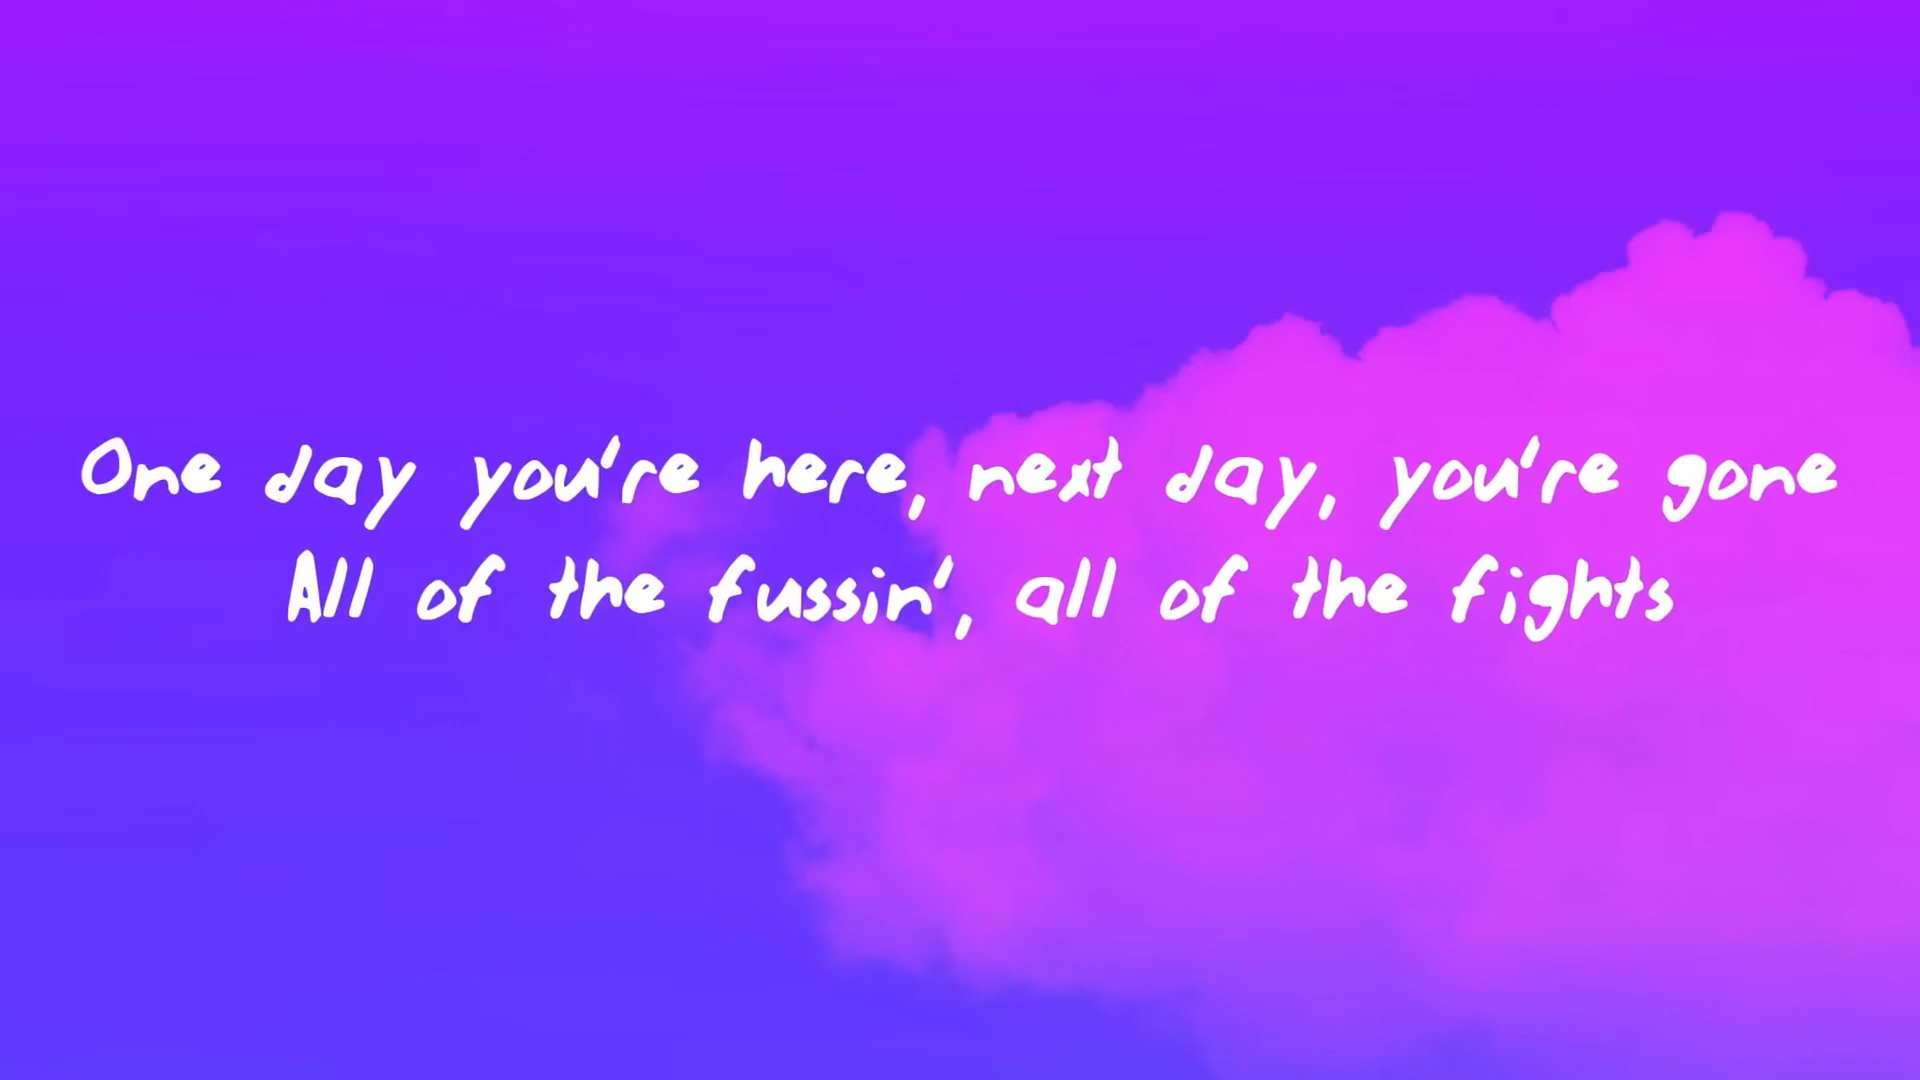 One day you're here, next day, you're gone
All of the fussin', all of the fights